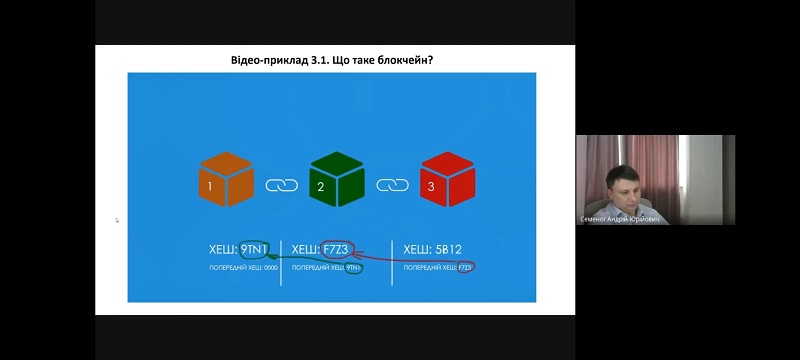 Відео-приклад 3.1. Що таке блокчейн?
1
2
3
ХЕШ: 9TN1
ХЕШ: F7Z3
ХЕШ: 5B12
ПОПЕРЕДНІЙ ХЕШ: 0000
ПОПЕРЕДНІЙ ХЕШ: 9TN1
ПОПЕРЕДНІЙ ХЕШ: F7Z3
Семеног Андрій Юрійович